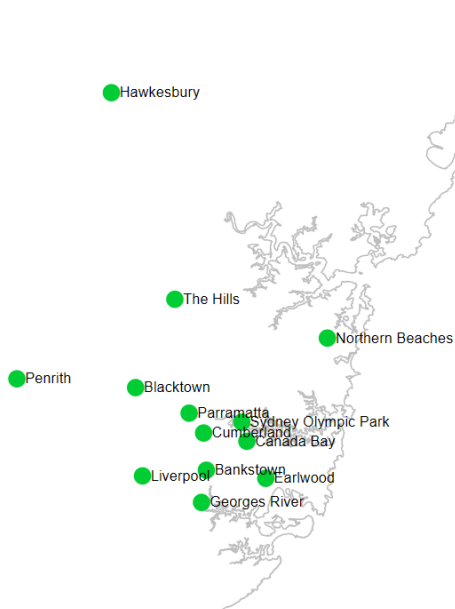 Hawkesbury
The Hills
Northern Beaches
Penrith
Blacktown
Parramatta
Sydney Olympic Park
Cumberland
Canada Bay
Bankstown
Liverpool
Earlwood
Georges River